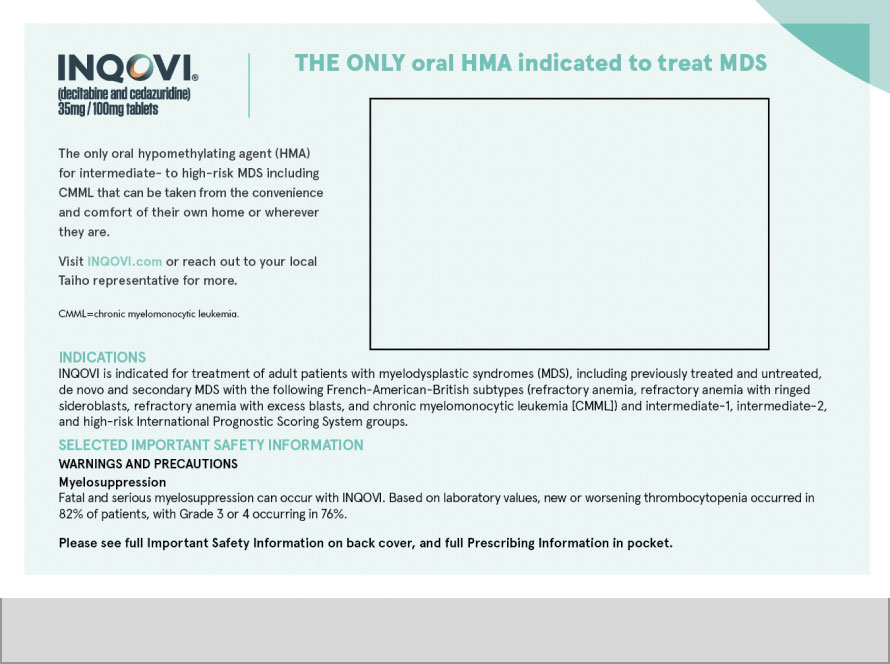 INQOVI®
(decitabine and cedazuridine)
35mg/100mg tablets
THE ONLY oral HMA indicated to treat MDS
The only oral hypomethylating agent (HMA)
for intermediate- to high-risk MDS including
CMML that can be taken from the convenience
and comfort of their own home or wherever
they are.
Visit INQOVI.com or reach out to your local
Taiho representative for more.
CMML=chronic myelomonocytic leukemia.
INDICATIONS
INQOVI is indicated for treatment of adult patients with myelodysplastic syndromes (MDS), including previously treated and untreated,
de novo and secondary MDS with the following French-American-British subtypes (refractory anemia, refractory anemia with ringed
sideroblasts, refractory anemia with excess blasts, and chronic myelomonocytic leukemia [CMML]) and intermediate-1, intermediate-2,
and high-risk International Prognostic Scoring System groups.
SELECTED IMPORTANT SAFETY INFORMATION
WARNINGS AND PRECAUTIONS
Myelosuppression
Fatal and serious myelosuppression can occur with INQOVI. Based on laboratory values, new or worsening thrombocytopenia occurred in
82% of patients, with Grade 3 or 4 occurring in 76%.
Please see full Important Safety Information on back cover, and full Prescribing Information in pocket.